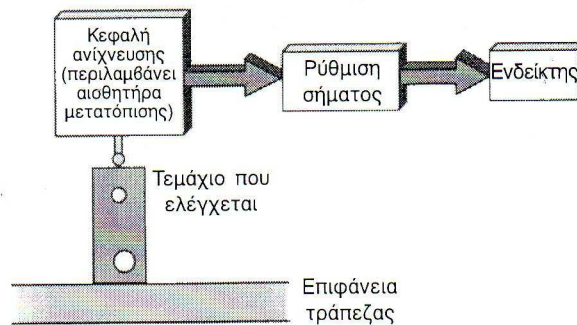 Κεφαλή
ανίχνευσης
(περιλαμβάνει
αισθητήρα
μετατόπισης)
Ρύθμιση
σήματος
Ενδείκτης
Τεμάχιο που
ελέγχεται
Επιφάνεια
τράπεζας